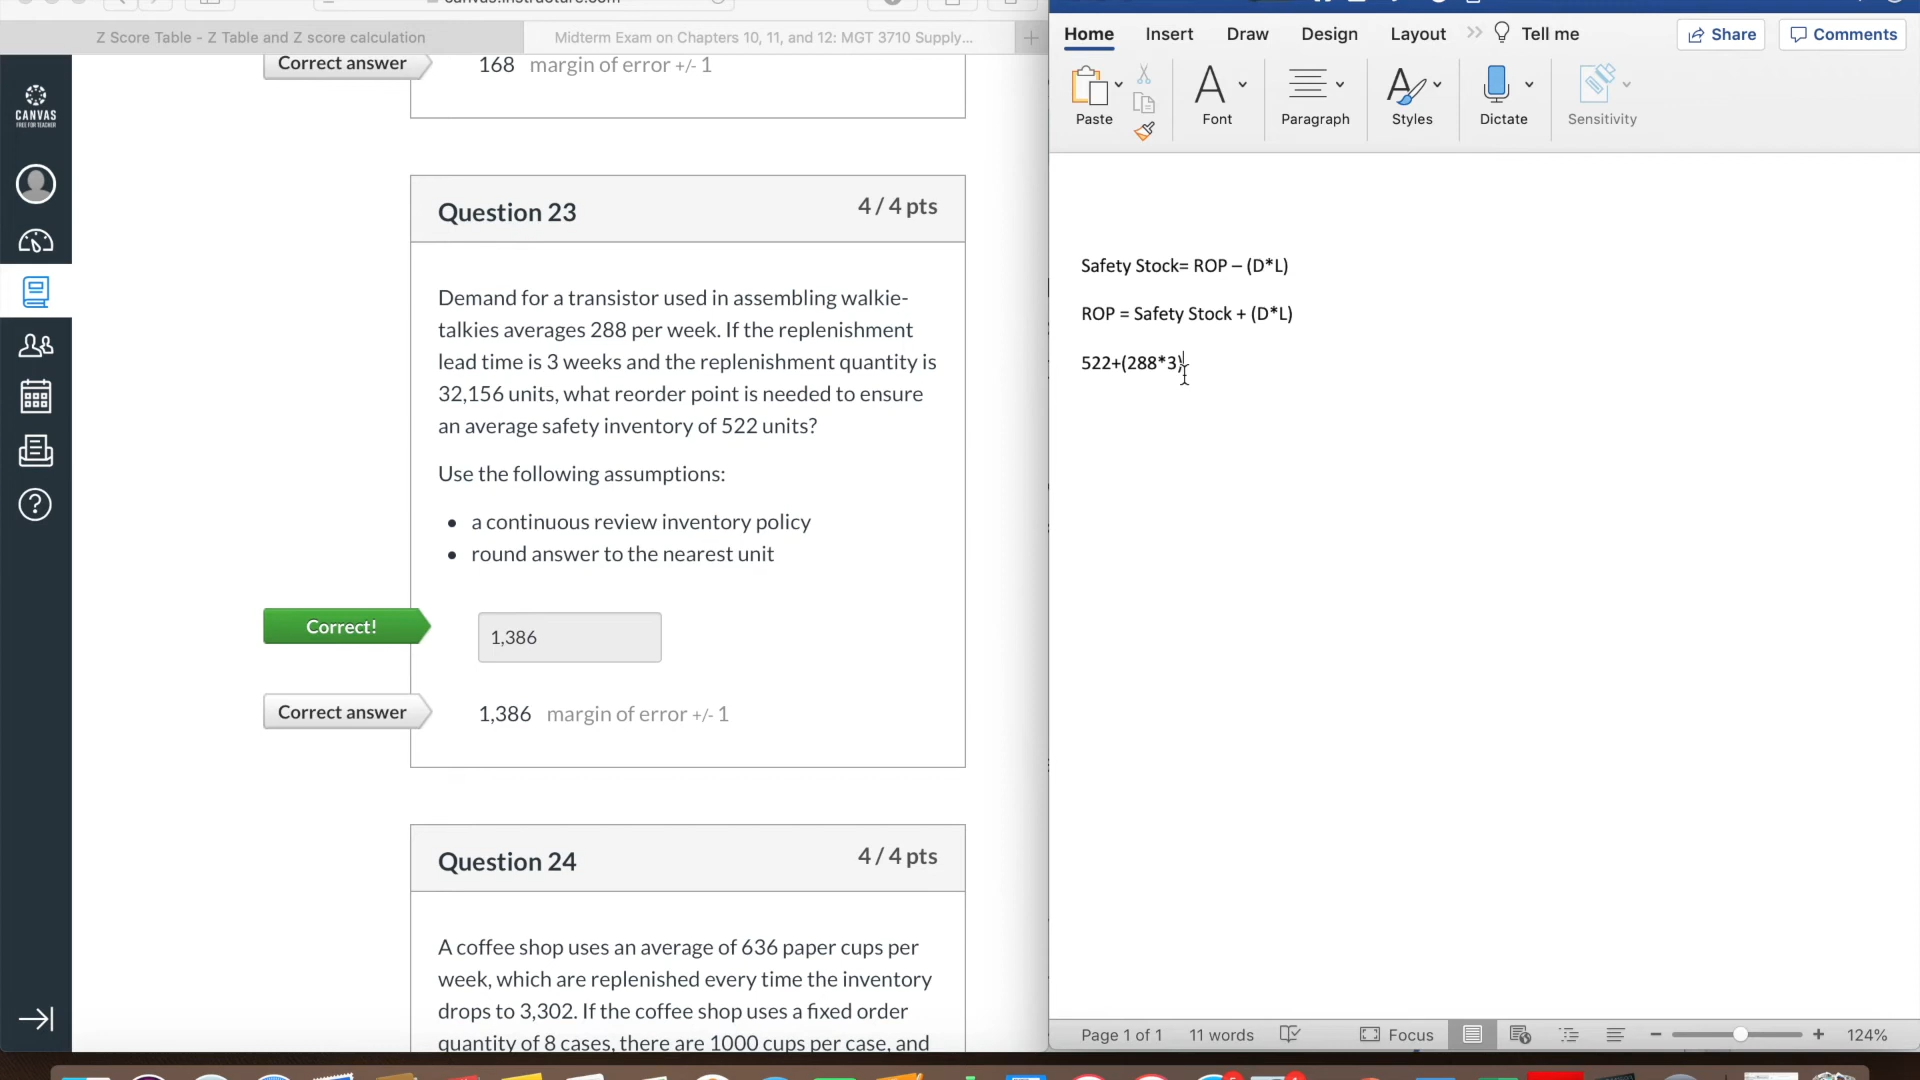 Z Score Table - Z Table and Z score calculation
Midterm Exam on Chapters 10, 11, and 12: MGT 3710 Supply...
CANVAS
FREE FOR TEACHER
Correct answer
168 margin of error +/- 1
Question 23
4 / 4 pts
Demand for a transistor used in assembling walkie-
talkies averages 288 per week. If the replenishment
lead time is 3 weeks and the replenishment quantity is
32,156 units, what reorder point is needed to ensure
an average safety inventory of 522 units?
Use the following assumptions:
• a continuous review inventory policy
• round answer to the nearest unit
Correct!
1,386
Correct answer
1,386 margin of error +/- 1
Question 24
4 / 4 pts
A coffee shop uses an average of 636 paper cups per
week, which are replenished every time the inventory
drops to 3,302. If the coffee shop uses a fixed order
quantity of 8 cases, there are 1000 cups per case, and
Home Insert Draw Design Layout Tell me
Share
Comments
Paste
Font
Paragraph
Styles
Dictate
Sensitivity
Safety Stock= ROP – (D*L)
ROP = Safety Stock + (D*L)
522+(288*3)
Page 1 of 1
11 words
Focus
124%